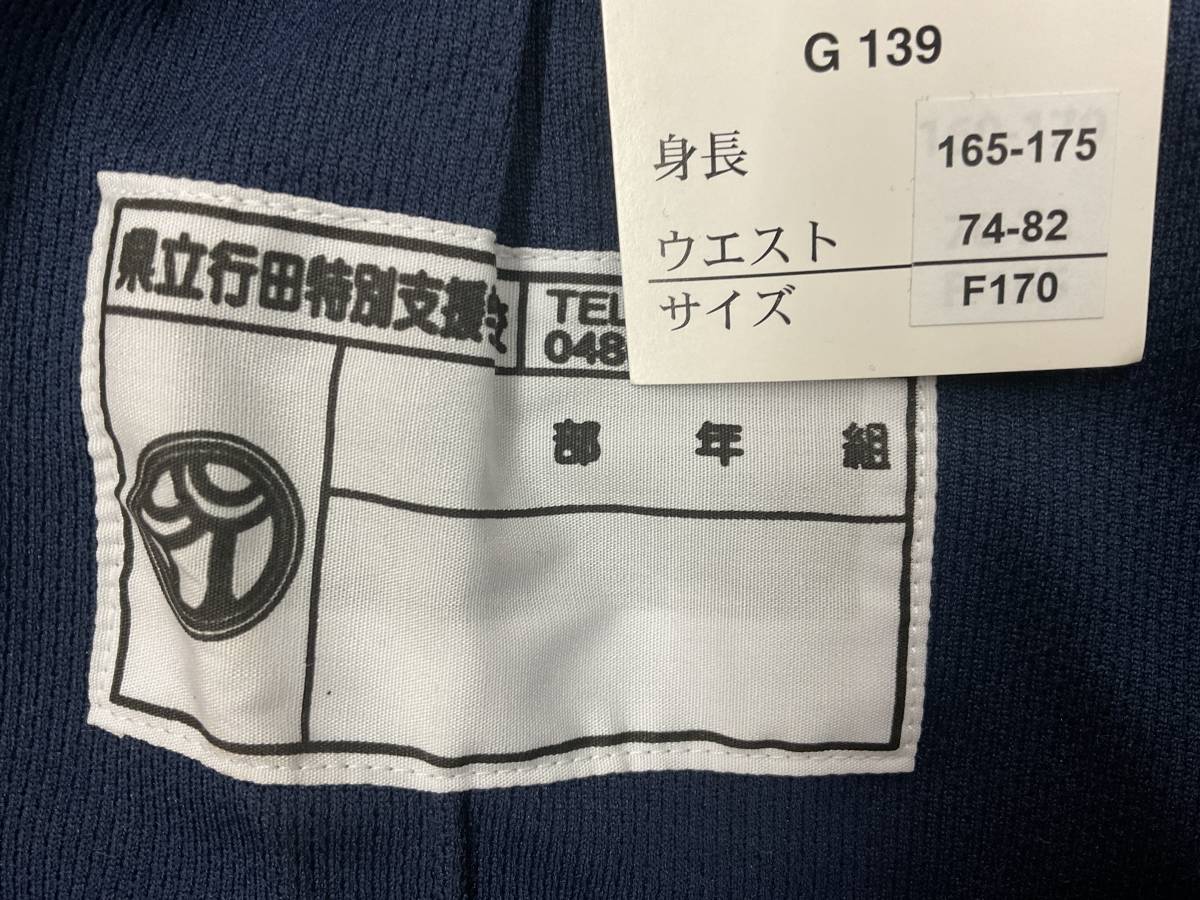 G 139
身長 165-175
ウエスト 74-82
サイズ F170
県立行田特別支援
TEL
048
部 年 組